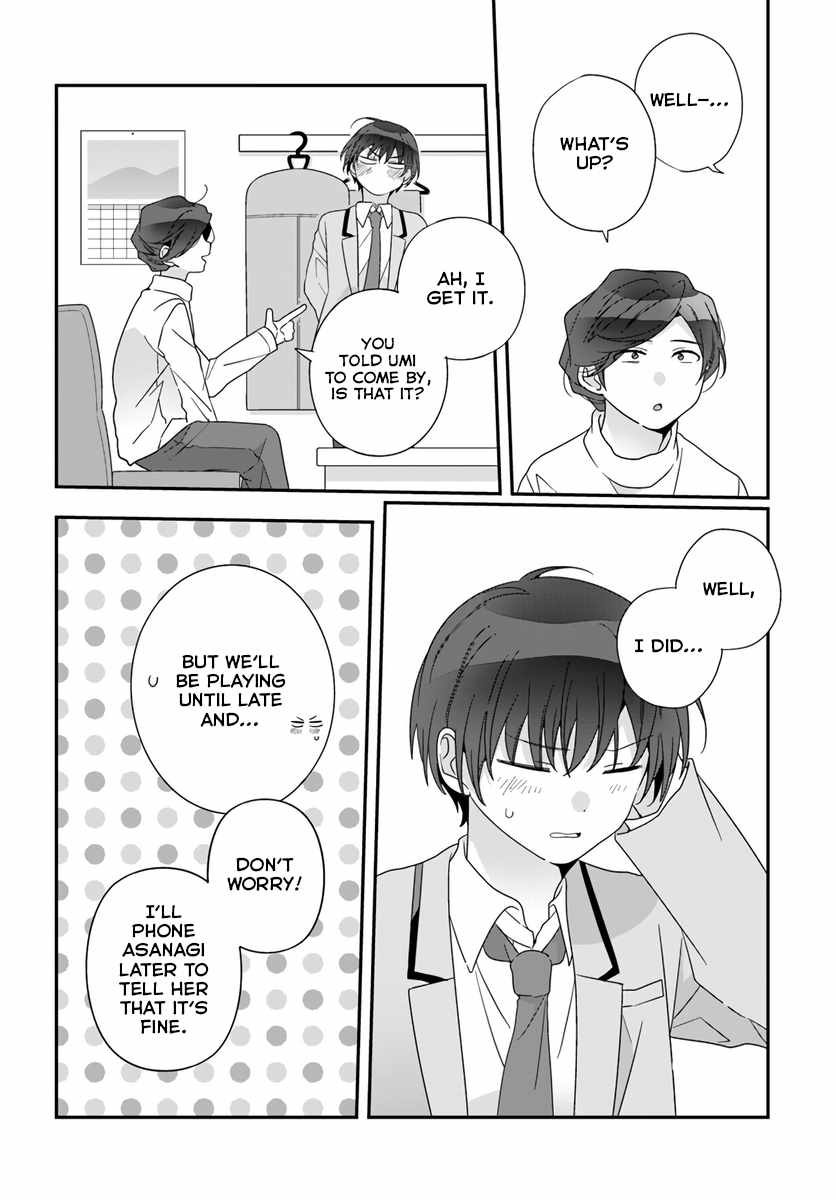 WELL–...
WHAT'S
UP?
AH, I
GET IT.
YOU
TOLD UMI
TO COME BY,
IS THAT IT?
WELL,
I DID...
BUT WE'LL
BE PLAYING
UNTIL LATE
AND...
DON'T
WORRY!
I'LL
PHONE
ASANAGI
LATER TO
TELL HER
THAT IT'S
FINE.